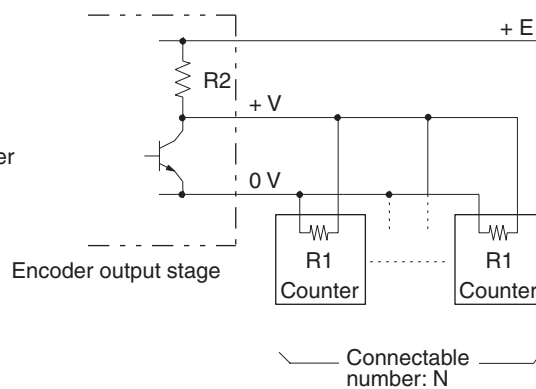 + E
R2
+ V
er
0 V
Encoder output stage
R1
Counter
R1
Counter
Connectable
number: N